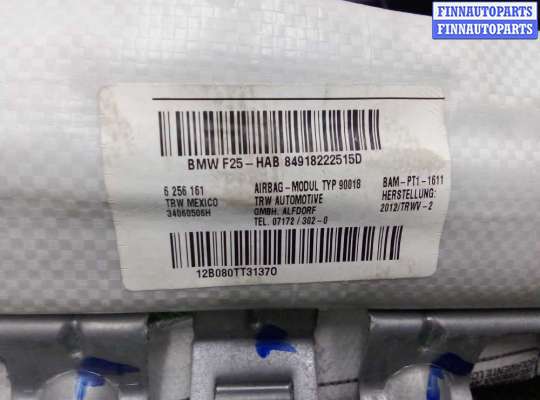 FINNAUTOPARTS
FINNAUTOPARTS
BMW F25-HAB 84918222515D
6 256 161
TRW MEXICO
34060506H
AIRBAG-MODUL TYP 90018
TRW AUTOMOTIVE
GMBH. ALFDORF
TEL. 07172/302-0
BAM-PT1-1611
HERSTELLUNG:
2012/TRWV-2
12B080TT31370